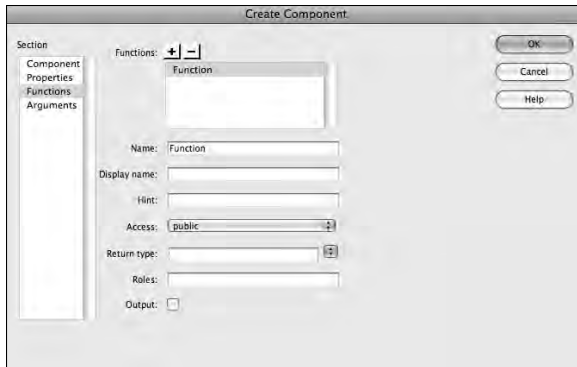 Create Component
Section
Component
Properties
Functions
Arguments
Functions: + −
Function
Name: Function
Display name:
Hint:
Access: public
Return type:
Roles:
Output:
OK
Cancel
Help